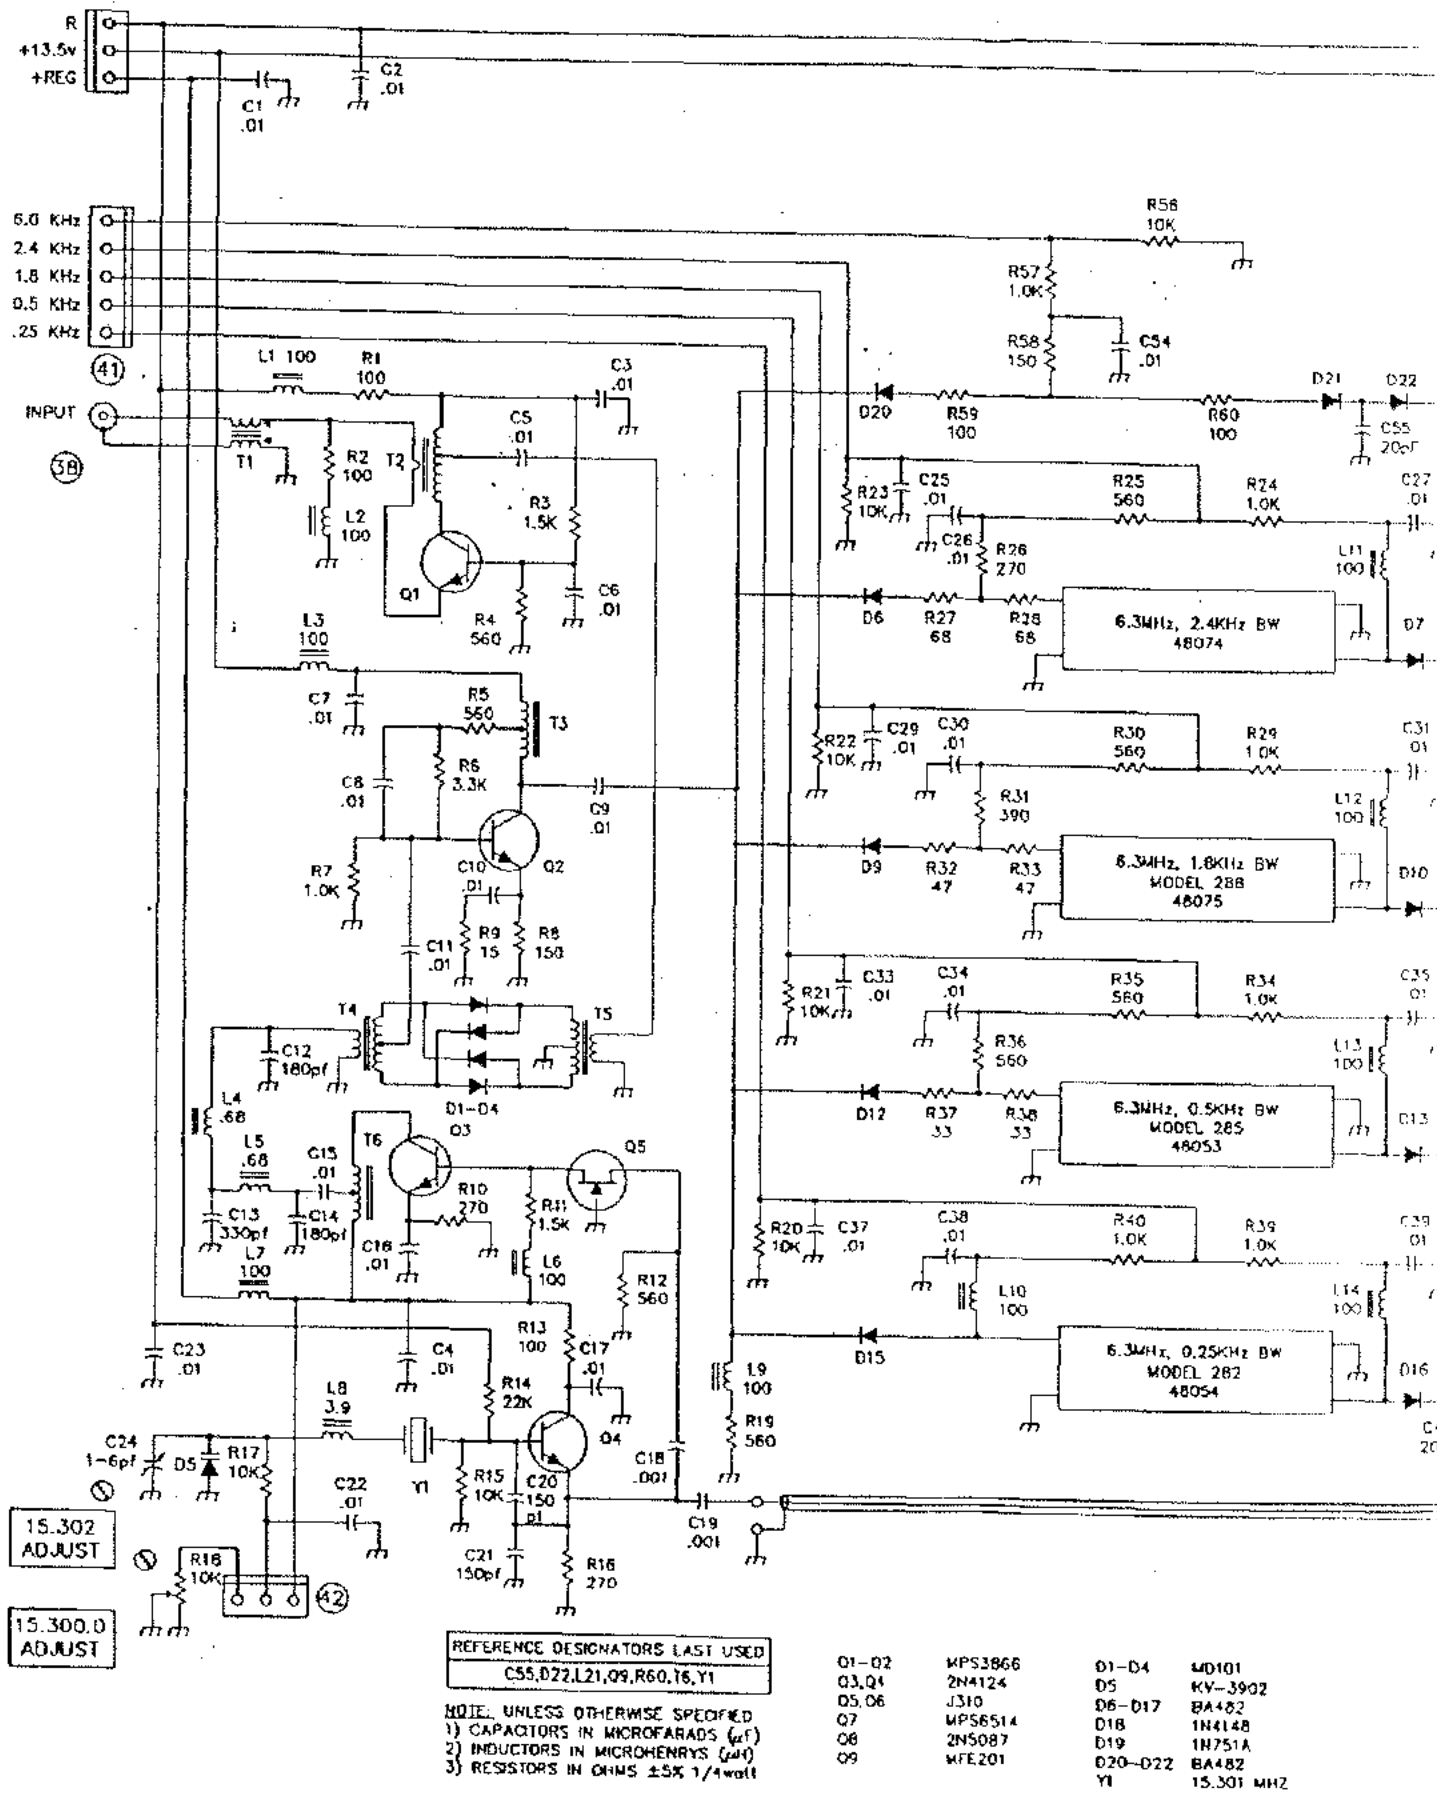 R
+13.5v
+REG
C1
.01
C2
.01
6.0 KHz
2.4 KHz
1.8 KHz
0.5 KHz
.25 KHz
41
INPUT
38
R56
10K
R57
1.0K
R58
150
C54
.01
D20
R59
100
R60
100
D21
D22
C55
20pF
L1 100
R1
100
C3
.01
C5
.01
T1
R2
100
L2
100
T2
R3
1.5K
Q1
R4
560
C6
.01
R23
10K
C25
.01
C26
.01
R25
560
R24
1.0K
C27
.01
R26
270
L11
100
D6
R27
68
R28
68
6.3MHz, 2.4KHz BW
48074
D7
L3
100
C7
.01
R5
560
T3
C8
.01
R6
3.3K
C9
.01
R7
1.0K
C10
.01
Q2
R9
15
R8
150
C11
.01
R22
10K
C29
.01
C30
.01
R30
560
R29
1.0K
C31
.01
R31
390
L12
100
D9
R32
47
R33
47
6.3MHz, 1.8KHz BW
MODEL 288
48075
D10
R21
10K
C33
.01
C34
.01
R35
560
R34
1.0K
C35
.01
R36
560
L13
100
D12
R37
33
R38
33
6.3MHz, 0.5KHz BW
MODEL 285
48053
D13
T4
T5
C12
180pf
D1-D4
L4
.68
L5
.68
C15
.01
T6
Q3
Q5
C13
330pf
C14
180pf
L7
100
R10
270
C16
.01
R11
1.5K
L6
100
R12
560
R20
10K
C37
.01
C38
.01
R40
1.0K
R39
1.0K
C39
.01
L10
100
L14
100
D15
6.3MHz, 0.25KHz BW
MODEL 282
48054
D16
C23
.01
C4
.01
R13
100
C17
.01
R14
22K
L9
100
R19
560
L8
3.9
C24
1-6pf
D5
R17
10K
C22
.01
Y1
R15
10K
C20
150
pf
Q4
C18
.001
C19
.001
C21
150pf
R16
270
15.302
ADJUST
R18
10K
42
15.300.0
ADJUST
REFERENCE DESIGNATORS LAST USED
C55,D22,L21,Q9,R60,T6,Y1
NOTE: UNLESS OTHERWISE SPECIFIED
1) CAPACITORS IN MICROFARADS (µF)
2) INDUCTORS IN MICROHENRYS (µH)
3) RESISTORS IN OHMS ±5% 1/4watt
Q1-Q2 MPS3866
Q3,Q4 2N4124
Q5,Q6 J310
Q7 MPS6514
Q8 2N5087
Q9 MFE201
D1-D4 MD101
D5 KV-3902
D6-D17 BA482
D18 1N4148
D19 1N751A
D20-D22 BA482
Y1 15.301 MHZ